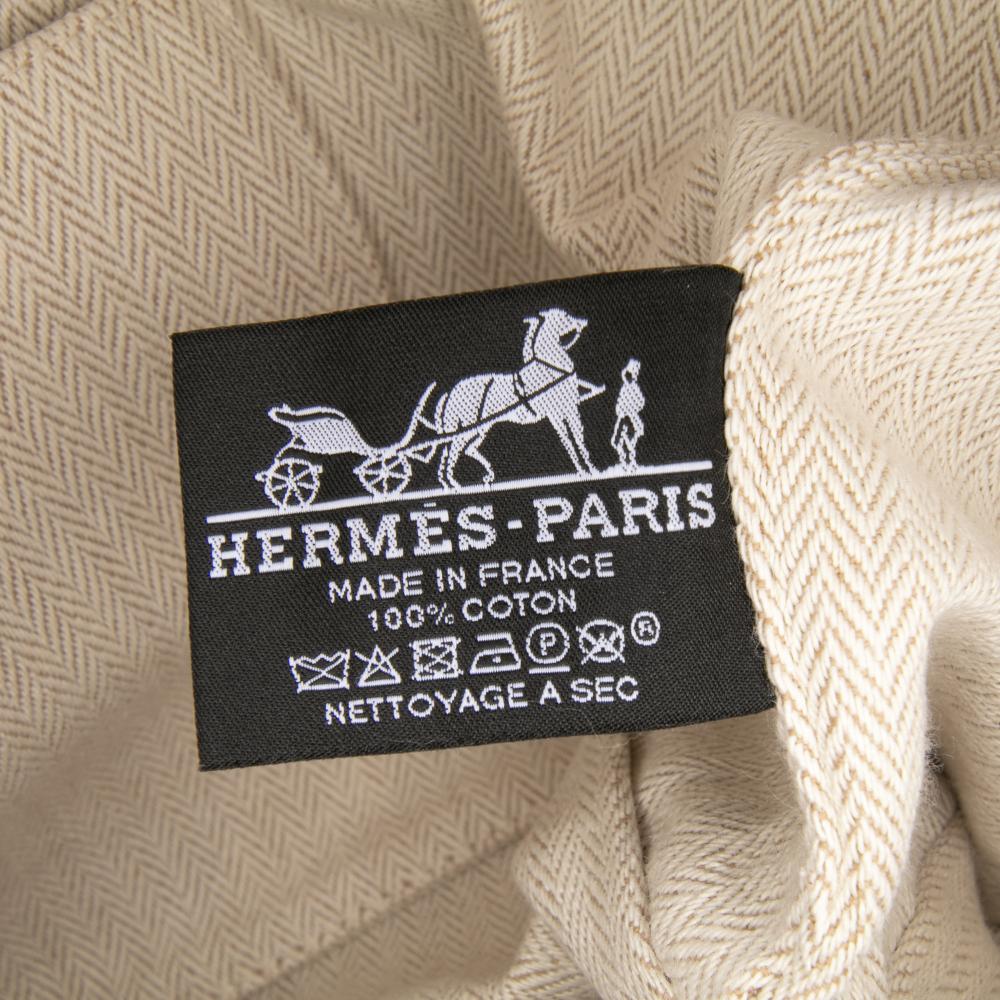 HERMÈS-PARIS
MADE IN FRANCE
100% COTON
P ®
NETTOYAGE A SEC